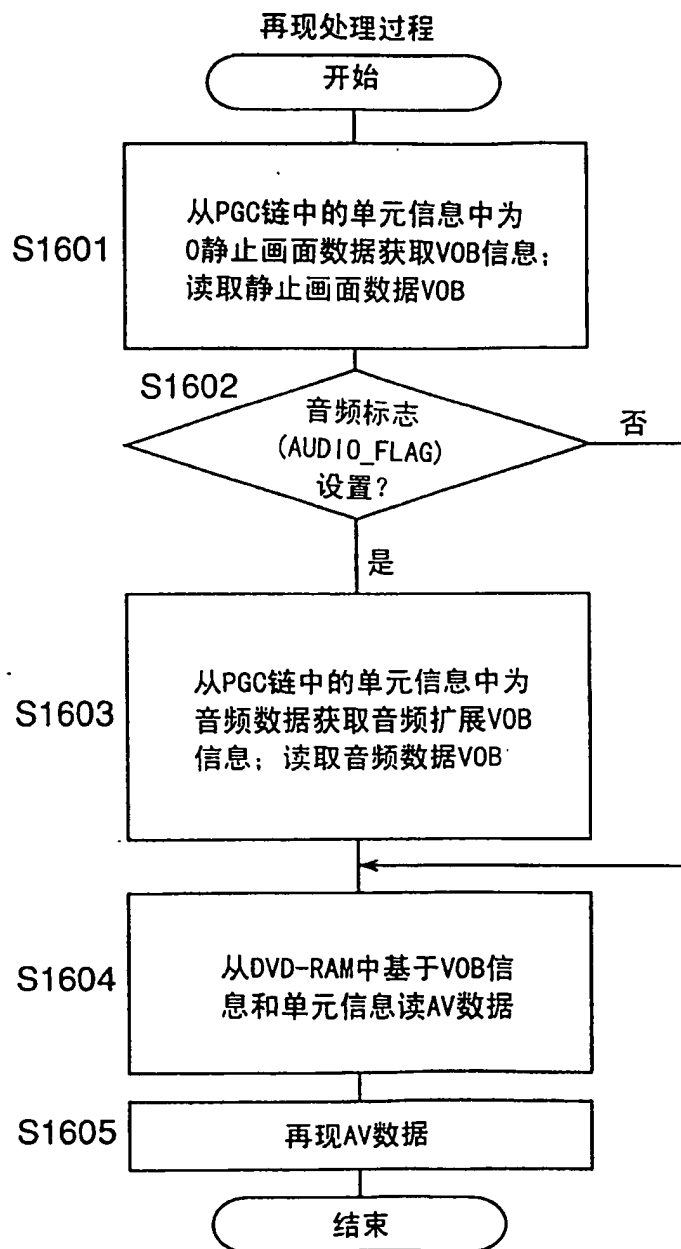 再现处理过程
开始
S1601
从PGC链中的单元信息中为
0静止画面数据获取VOB信息;
读取静止画面数据VOB
S1602
音频标志
(AUDIO_FLAG)
设置?
否
是
S1603
从PGC链中的单元信息中为
音频数据获取音频扩展VOB
信息; 读取音频数据VOB
S1604
从DVD-RAM中基于VOB信
息和单元信息读AV数据
S1605
再现AV数据
结束